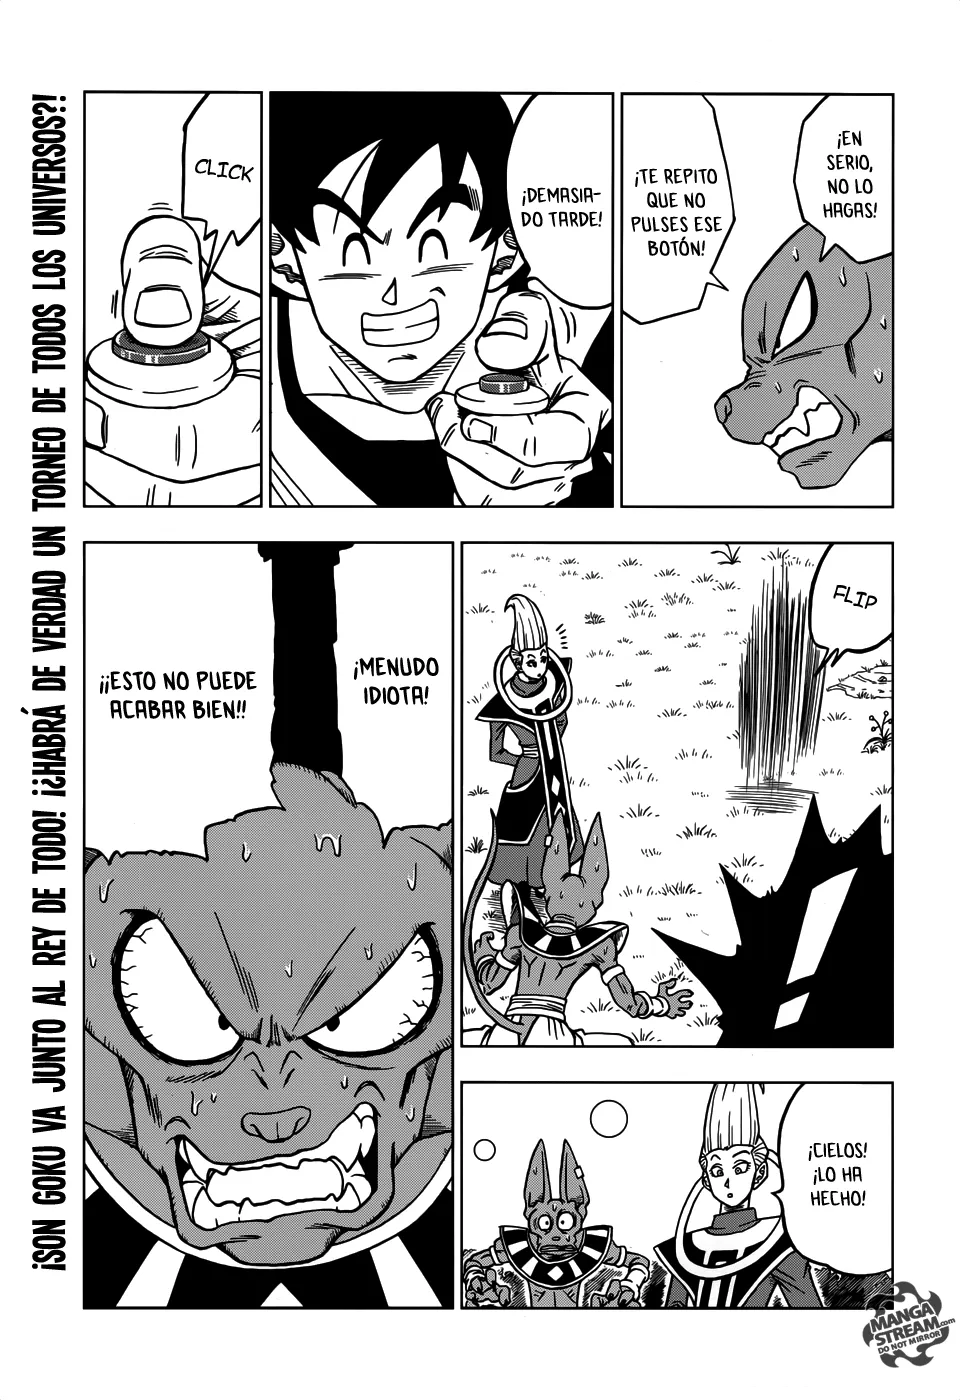 ¡EN
SERIO,
NO LO
HAGAS!
¡TE REPITO
QUE NO
PULSES ESE
BOTÓN!
¡DEMASIA-
DO TARDE!
CLICK
FLIP
!
¡MENUDO
IDIOTA!
¡¡ESTO NO PUEDE
ACABAR BIEN!!
¡CIELOS!
¡LO HA
HECHO!
¡SON GOKU VA JUNTO AL REY DE TODO! ¡¿HABRÁ DE VERDAD UN TORNEO DE TODOS LOS UNIVERSOS?!
MANGA
STREAM.com
DO NOT MIRROR